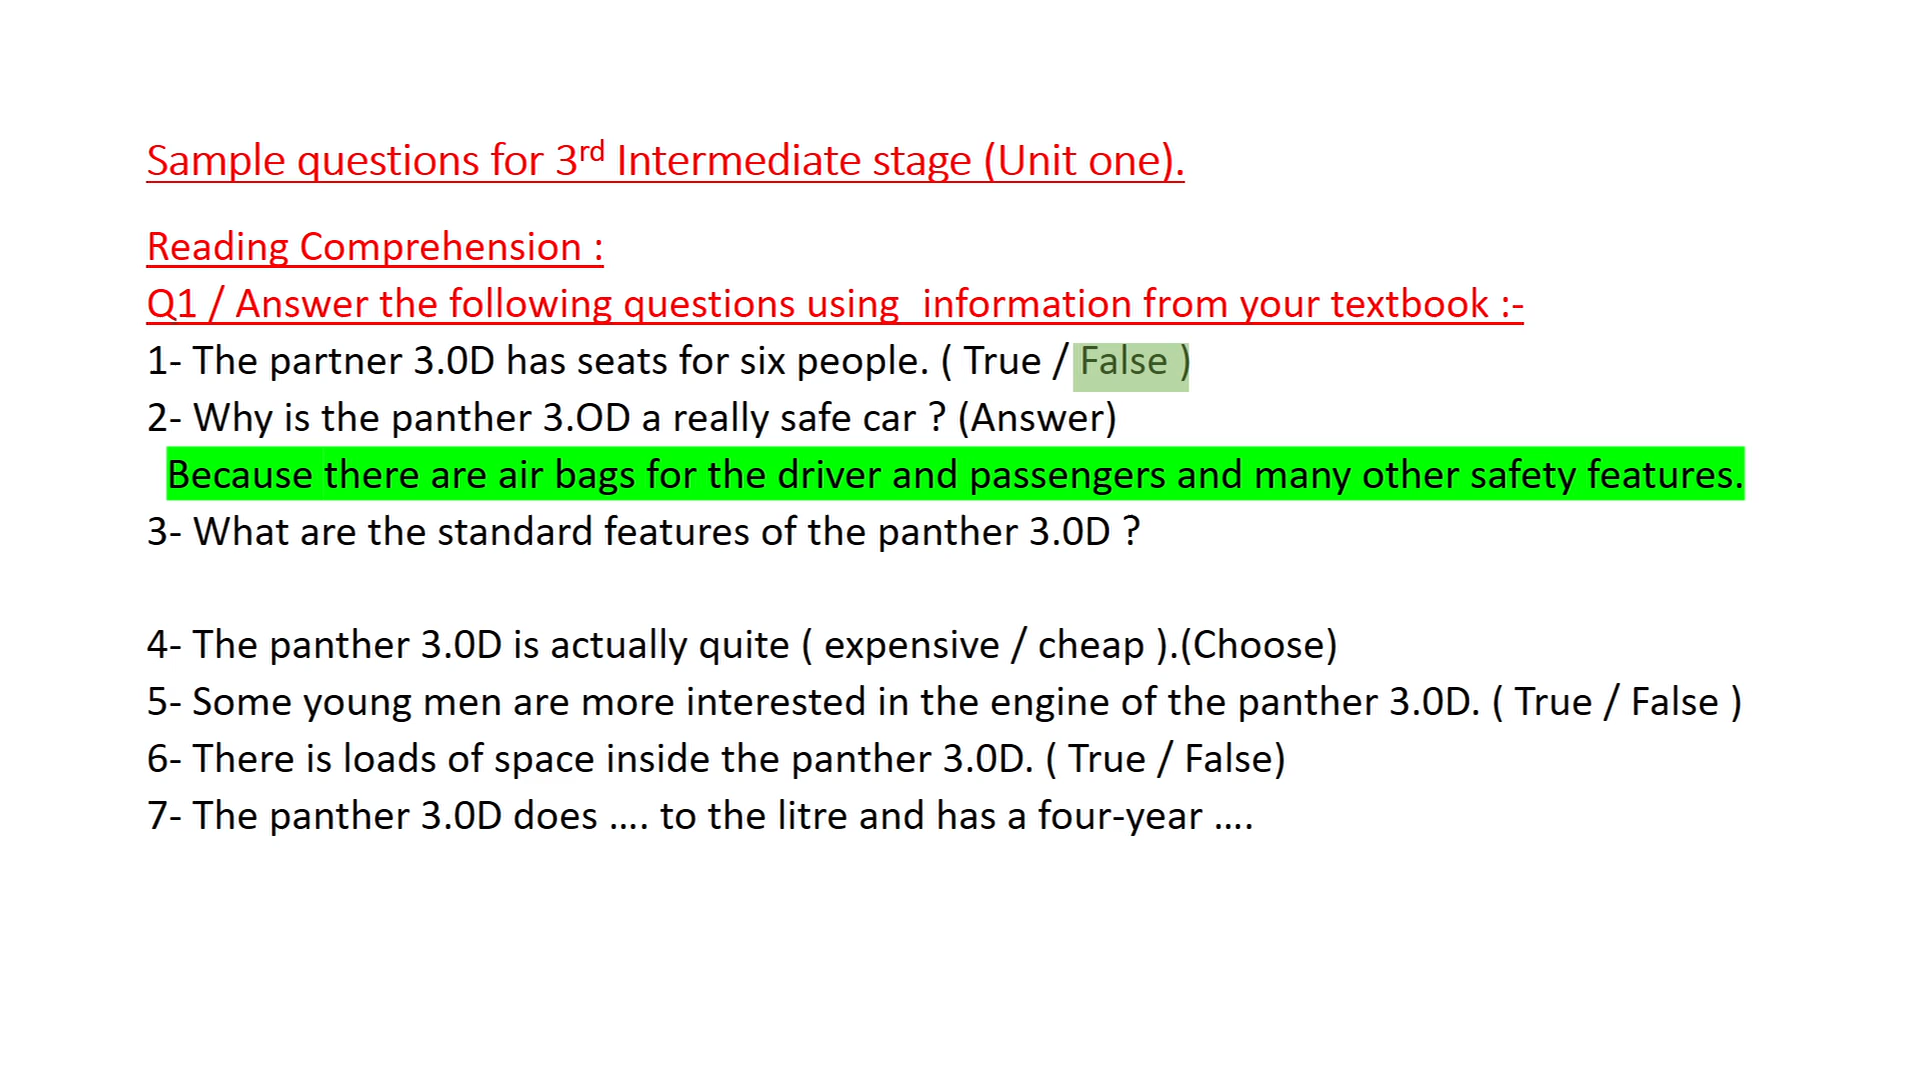 Sample questions for 3rd Intermediate stage (Unit one).
Reading Comprehension :
Q1 / Answer the following questions using  information from your textbook :-
1- The partner 3.0D has seats for six people. ( True / False )
2- Why is the panther 3.OD a really safe car ? (Answer)
Because there are air bags for the driver and passengers and many other safety features.
3- What are the standard features of the panther 3.0D ?
4- The panther 3.0D is actually quite ( expensive / cheap ).(Choose)
5- Some young men are more interested in the engine of the panther 3.0D. ( True / False )
6- There is loads of space inside the panther 3.0D. ( True / False)
7- The panther 3.0D does .... to the litre and has a four-year ....